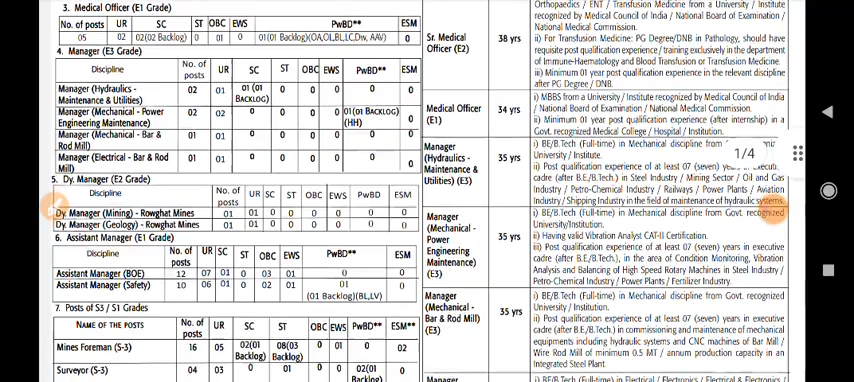 3. Medical Officer (E1 Grade)
No. of posts UR SC ST OBC EWS PwBD** ESM
05 02 02(02 Backlog) 0 01 0 01(01 Backlog)(OA,OL,BL,LC,Dw, AAV) 0
4. Manager (E3 Grade)
Discipline No. of posts UR SC ST OBC EWS PwBD** ESM
Manager (Hydraulics - Maintenance & Utilities) 02 01 01 (01 BACKLOG) 0 0 0 0 0
Manager (Mechanical - Power Engineering Maintenance) 02 02 0 0 0 0 01(01 BACKLOG) (HH) 0
Manager (Mechanical - Bar & Rod Mill) 01 01 0 0 0 0 0 0
Manager (Electrical - Bar & Rod Mill) 01 01 0 0 0 0 0 0
5. Dy. Manager (E2 Grade)
Discipline No. of posts UR SC ST OBC EWS PwBD ESM
Dy. Manager (Mining) - Rowghat Mines 01 01 0 0 0 0 0 0
Dy. Manager (Geology) - Rowghat Mines 01 01 0 0 0 0 0 0
6. Assistant Manager (E1 Grade)
Discipline No. of posts UR SC ST OBC EWS PwBD** ESM
Assistant Manager (BOE) 12 07 01 0 03 01 0 0
Assistant Manager (Safety) 10 06 01 0 02 01 01 (01 Backlog)(BL,LV) 0
7. Posts of S3 / S1 Grades
NAME OF THE POSTS No. of posts UR SC ST OBC EWS PwBD** ESM**
Mines Foreman (S-3) 16 05 02(01 Backlog) 08(03 Backlog) 0 01 0 02
Surveyor (S-3) 04 03 0 01 0 0 02(01 Backlog) 0
Orthopaedics / ENT / Transfusion Medicine from a University/ Institute
recognized by Medical Council of India / National Board of Examination /
National Medical Commission.
Sr. Medical Officer (E2) 38 yrs
ii) For Transfusion Medicine: PG Degree/DNB in Pathology, should have
requisite post qualification experience / training exclusively in the department
of Immune-Haematology and Blood Transfusion or Transfusion Medicine.
iii) Minimum 01 year post qualification experience in the relevant discipline
after PG Degree / DNB.
Medical Officer (E1) 34 yrs
i) MBBS from a University / Institute recognized by Medical Council of India
/ National Board of Examination / National Medical Commission.
ii) Minimum 01 year post qualification experience (after internship) in a
Govt. recognized Medical College / Hospital / Institution.
Manager (Hydraulics - Maintenance & Utilities) (E3) 35 yrs
i) BE/B.Tech (Full-time) in Mechanical discipline from
University / Institute.
ii) Post qualification experience of at least 07 (seven)
cadre (after B.E/B.Tech.) in Steel Industry / Mining Sector / Oil and Gas
Industry / Petro-Chemical Industry / Railways / Power Plants / Aviation
Industry / Shipping Industry in the field of maintenance of hydraulic systems.
1/4
Manager (Mechanical - Power Engineering Maintenance) (E3) 35 yrs
i) BE/B.Tech (Full-time) in Mechanical discipline from Govt recognized
University/Institution.
ii) Having valid Vibration Analyst CAT-II Certification.
iii) Post qualification experience of at least 07 (seven) years in executive
cadre (after B.E/B.Tech.), in the area of Condition Monitoring, Vibration
Analysis and Balancing of High Speed Rotary Machines in Steel Industry /
Petro-Chemical Industry / Power Plants / Fertilizer Industry.
Manager (Mechanical - Bar & Rod Mill) (E3) 35 yrs
i) BE/B.Tech (Full-time) in Mechanical discipline from Govt. recognized
University / Institution.
ii) Post qualification experience of at least 07 (seven) years in executive
cadre (after B.E/B.Tech.) in commissioning and maintenance of mechanical
equipments including hydraulic systems and CNC machines of Bar Mill /
Wire Rod Mill of minimum 0.5 MT / annum production capacity in an
Integrated Steel Plant